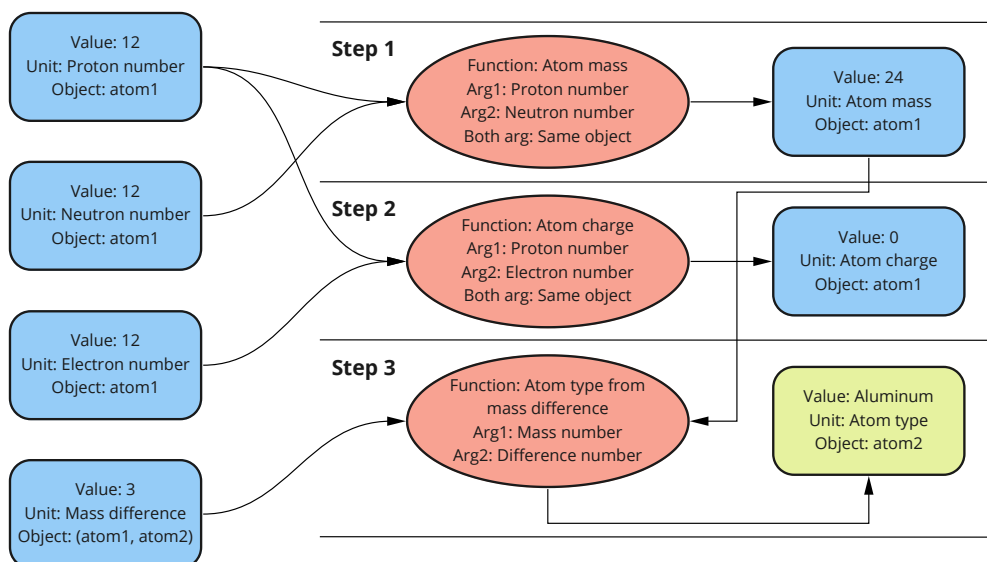 Value: 12
Unit: Proton number
Object: atom1
Value: 12
Unit: Neutron number
Object: atom1
Value: 12
Unit: Electron number
Object: atom1
Value: 3
Unit: Mass difference
Object: (atom1, atom2)
Step 1
Function: Atom mass
Arg1: Proton number
Arg2: Neutron number
Both arg: Same object
Value: 24
Unit: Atom mass
Object: atom1
Step 2
Function: Atom charge
Arg1: Proton number
Arg2: Electron number
Both arg: Same object
Value: 0
Unit: Atom charge
Object: atom1
Step 3
Function: Atom type from
mass difference
Arg1: Mass number
Arg2: Difference number
Value: Aluminum
Unit: Atom type
Object: atom2